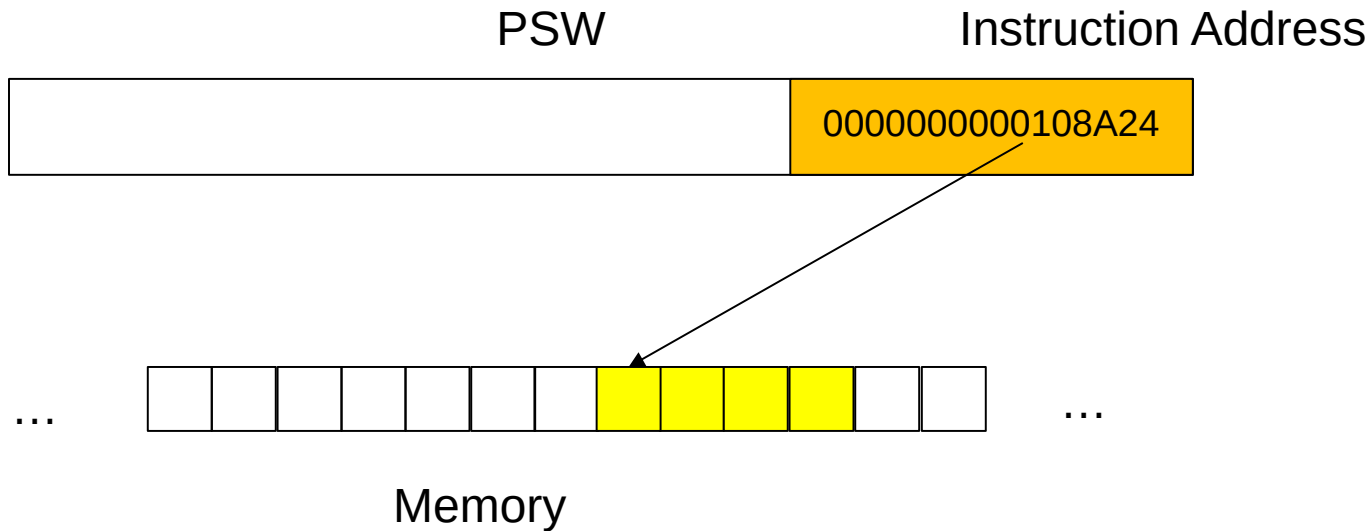 PSW
Instruction Address
0000000000108A24
...
...
Memory